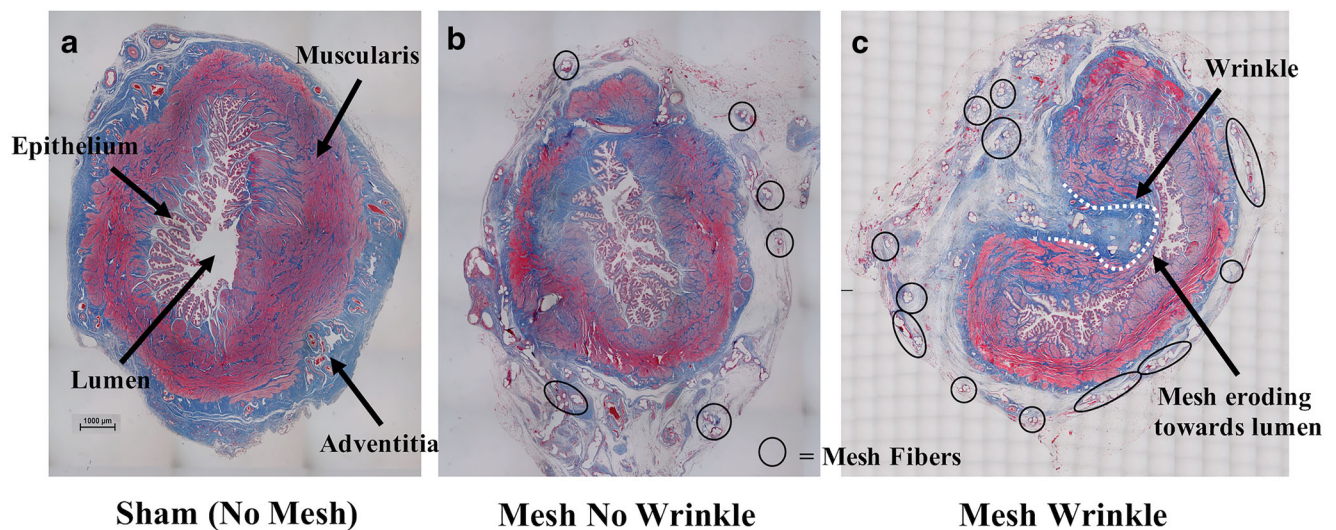 a
Muscularis
Epithelium
Lumen
1000 µm
Adventitia
Sham (No Mesh)
b
= Mesh Fibers
Mesh No Wrinkle
c
Wrinkle
Mesh eroding
towards lumen
Mesh Wrinkle